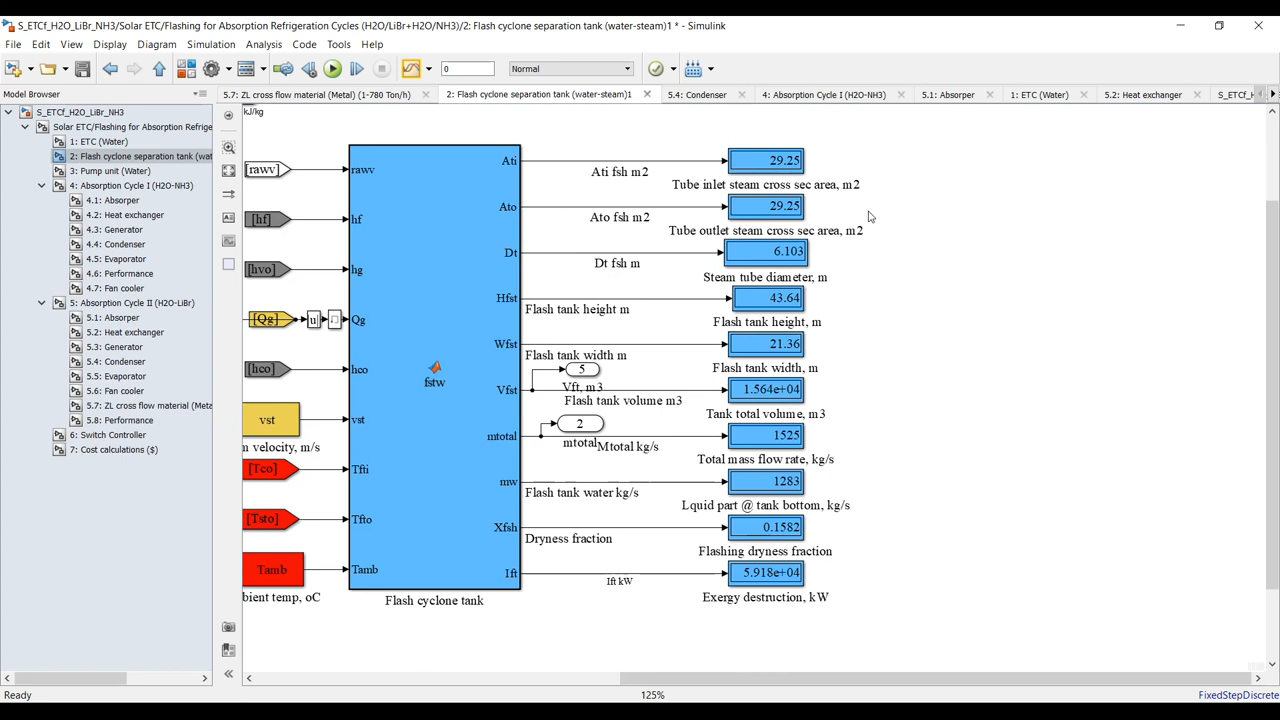 S_ETCf_H2O_LiBr_NH3/Solar ETC/Flashing for Absorption Refrigeration Cycles (H2O/LiBr+H2O/NH3)/2: Flash cyclone separation tank (water-steam)1 * - Simulink
File Edit View Display Diagram Simulation Analysis Code Tools Help
0 Normal
Model Browser
5.7: ZL cross flow material (Metal) (1-780 Ton/h) 2: Flash cyclone separation tank (water-steam)1 5.4: Condenser 4: Absorption Cycle I (H2O-NH3) 5.1: Absorper 1: ETC (Water) 5.2: Heat exchanger S_ETCf_H
S_ETCf_H2O_LiBr_NH3
Solar ETC/Flashing for Absorption Refrige
1: ETC (Water)
2: Flash cyclone separation tank (wat
3: Pump unit (Water)
4: Absorption Cycle I (H2O-NH3)
4.1: Absorper
4.2: Heat exchanger
4.3: Generator
4.4: Condenser
4.5: Evaporator
4.6: Performance
4.7: Fan cooler
5: Absorption Cycle II (H2O-LiBr)
5.1: Absorper
5.2: Heat exchanger
5.3: Generator
5.4: Condenser
5.5: Evaporator
5.6: Fan cooler
5.7: ZL cross flow material (Meta
5.8: Performance
6: Switch Controller
7: Cost calculations ($)
kJ/kg
[rawv] rawv
[hf] hf
[hvo] hg
[Qg] |u| Qg
[hco] hco
vst vst
m velocity, m/s
[Tco] Tfti
[Tsto] Tfto
Tamb Tamb
bient temp, oC
fstw
Flash cyclone tank
Ati 29.25
Ati fsh m2
Tube inlet steam cross sec area, m2
Ato 29.25
Ato fsh m2
Tube outlet steam cross sec area, m2
Dt 6.103
Dt fsh m
Steam tube diameter, m
Hfst 43.64
Flash tank height m
Flash tank height, m
Wfst 21.36
Flash tank width m
Flash tank width, m
5
Vft, m3
Vfst 1.564e+04
Flash tank volume m3
Tank total volume, m3
2
mtotal
mtotal 1525
Mtotal kg/s
Total mass flow rate, kg/s
mw 1283
Flash tank water kg/s
Lquid part @ tank bottom, kg/s
Xfsh 0.1582
Dryness fraction
Flashing dryness fraction
Ift 5.918e+04
Ift kW
Exergy destruction, kW
Ready 125% FixedStepDiscrete